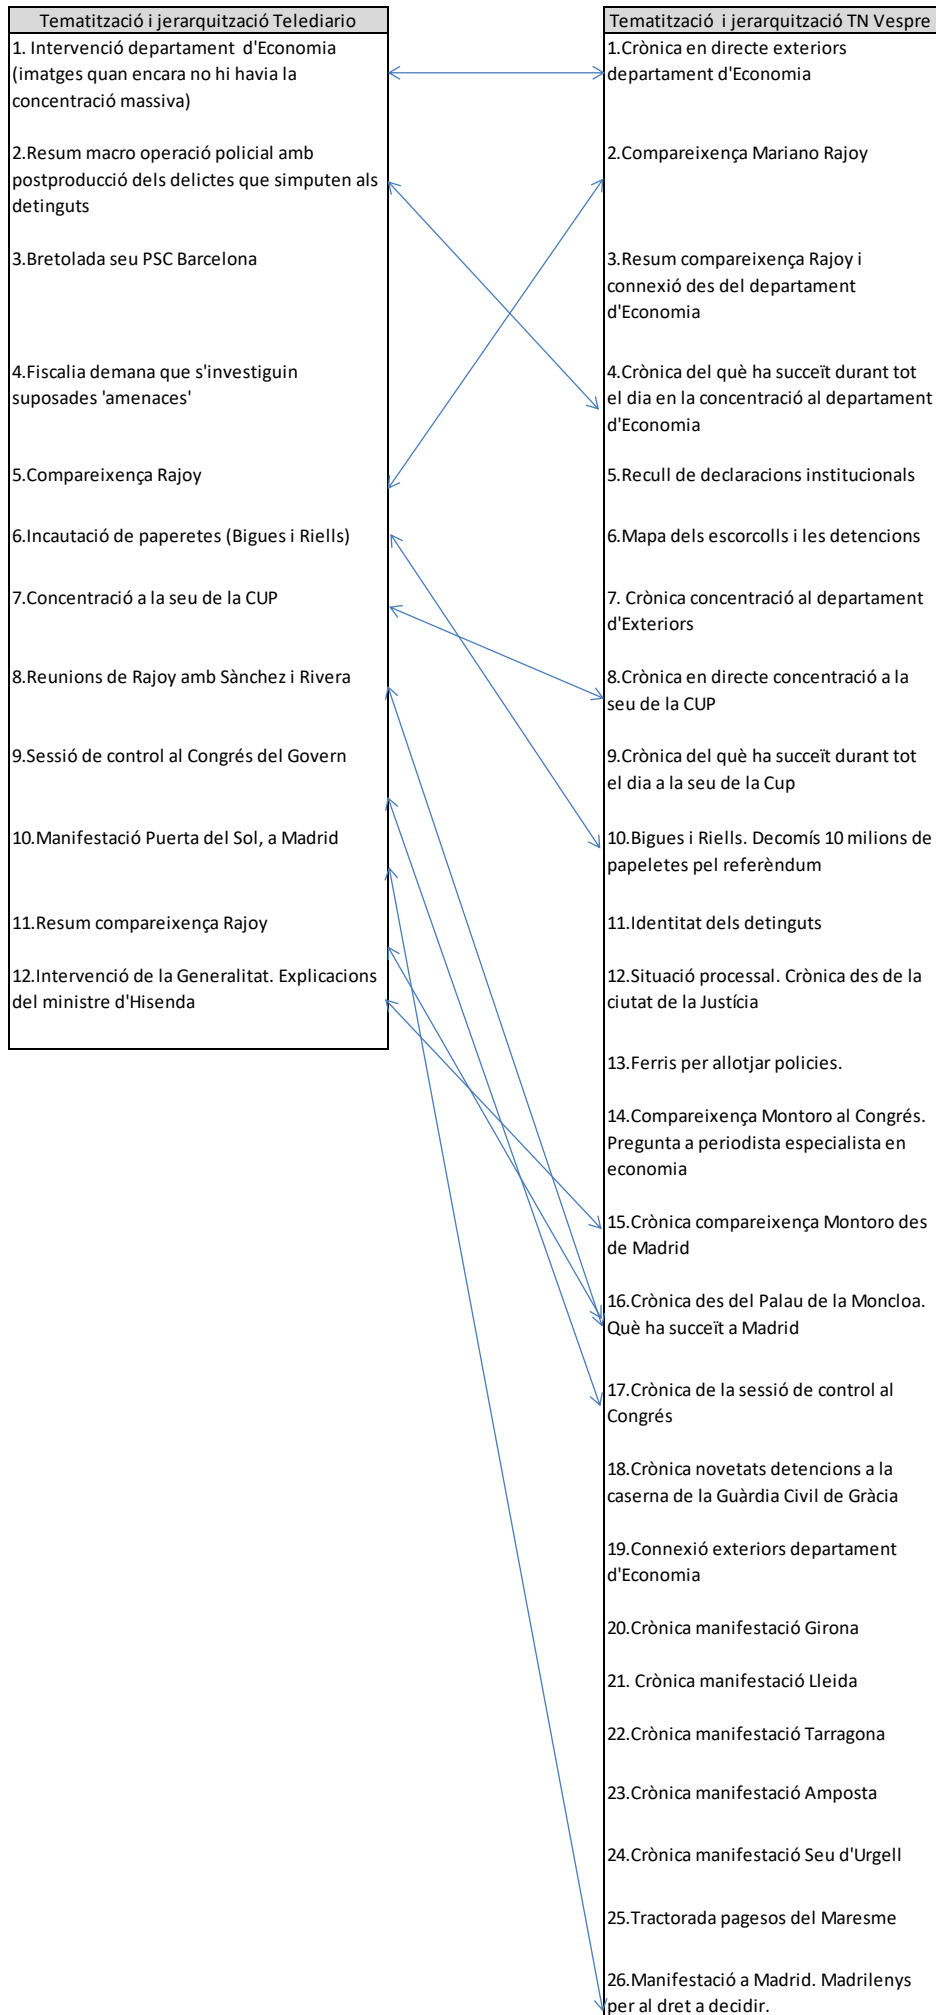 Tematització i jerarquització Telediario
1. Intervenció departament  d'Economia
(imatges quan encara no hi havia la
concentració massiva)
2.Resum macro operació policial amb
postproducció dels delictes que simputen als
detinguts
3.Bretolada seu PSC Barcelona
4.Fiscalia demana que s'investiguin
suposades 'amenaces'
5.Compareixença Rajoy
6.Incautació de paperetes (Bigues i Riells)
7.Concentració a la seu de la CUP
8.Reunions de Rajoy amb Sànchez i Rivera
9.Sessió de control al Congrés del Govern
10.Manifestació Puerta del Sol, a Madrid
11.Resum compareixença Rajoy
12.Intervenció de la Generalitat. Explicacions
del ministre d'Hisenda
Tematització  i jerarquització TN Vespre
1.Crònica en directe exteriors
departament d'Economia
2.Compareixença Mariano Rajoy
3.Resum compareixença Rajoy i
connexió des del departament
d'Economia
4.Crònica del què ha succeït durant tot
el dia en la concentració al departament
d'Economia
5.Recull de declaracions institucionals
6.Mapa dels escorcolls i les detencions
7. Crònica concentració al departament
d'Exteriors
8.Crònica en directe concentració a la
seu de la CUP
9.Crònica del què ha succeït durant tot
el dia a la seu de la Cup
10.Bigues i Riells. Decomís 10 milions de
papeletes pel referèndum
11.Identitat dels detinguts
12.Situació processal. Crònica des de la
ciutat de la Justícia
13.Ferris per allotjar policies.
14.Compareixença Montoro al Congrés.
Pregunta a periodista especialista en
economia
15.Crònica compareixença Montoro des
de Madrid
16.Crònica des del Palau de la Moncloa.
Què ha succeït a Madrid
17.Crònica de la sessió de control al
Congrés
18.Crònica novetats detencions a la
caserna de la Guàrdia Civil de Gràcia
19.Connexió exteriors departament
d'Economia
20.Crònica manifestació Girona
21. Crònica manifestació Lleida
22.Crònica manifestació Tarragona
23.Crònica manifestació Amposta
24.Crònica manifestació Seu d'Urgell
25.Tractorada pagesos del Maresme
26.Manifestació a Madrid. Madrilenys
per al dret a decidir.